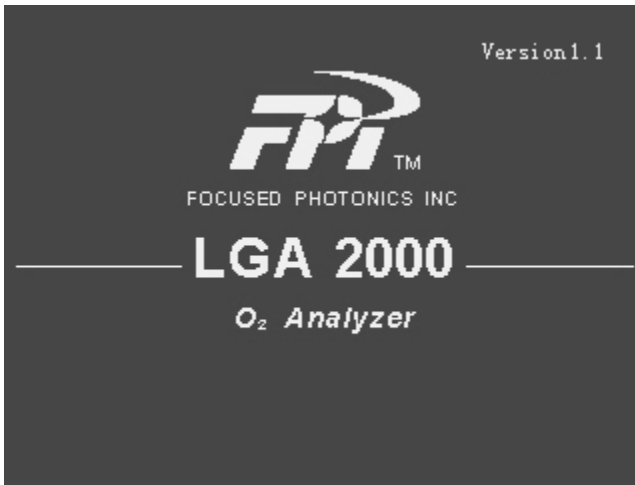 Version1.1
FPI TM
FOCUSED PHOTONICS INC
LGA 2000
O₂ Analyzer